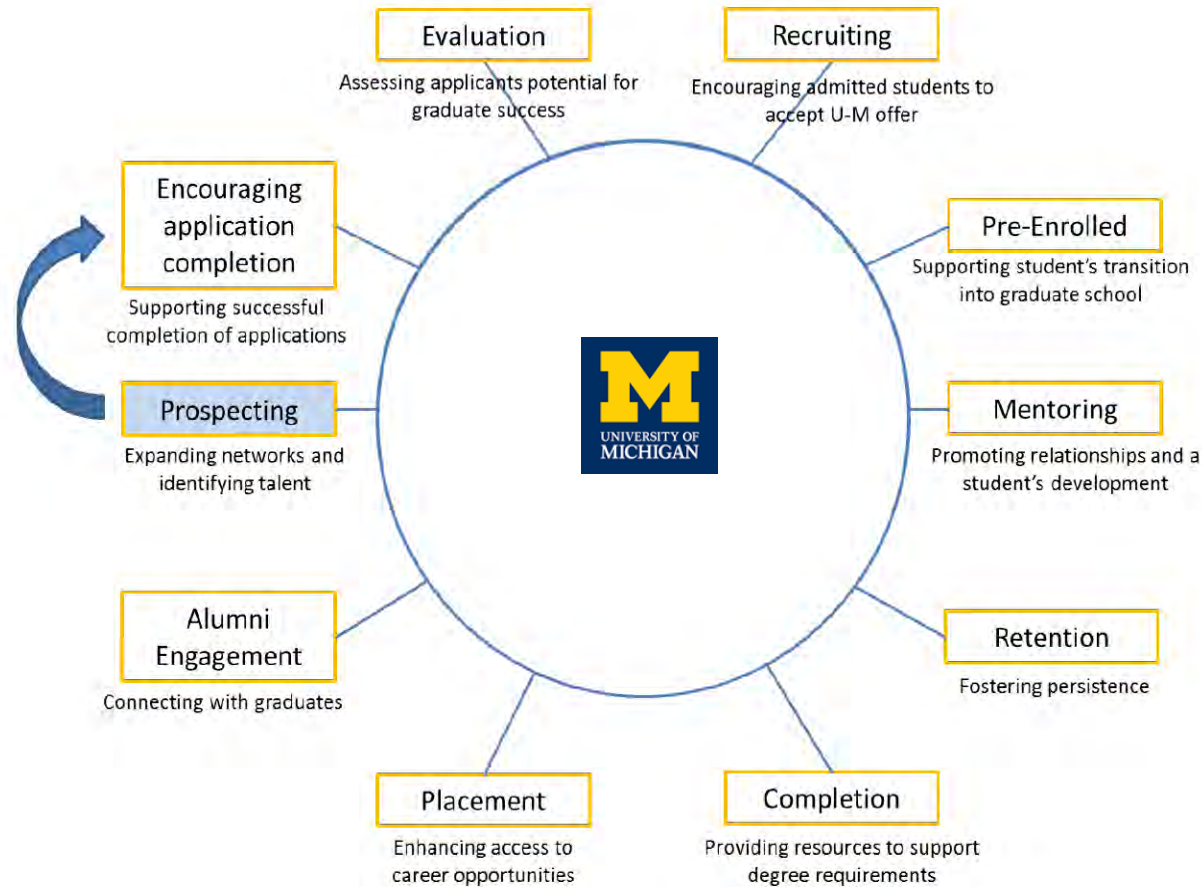 Evaluation
Assessing applicants potential for
graduate success
Recruiting
Encouraging admitted students to
accept U-M offer
Encouraging
application
completion
Supporting successful
completion of applications
Pre-Enrolled
Supporting student’s transition
into graduate school
Prospecting
Expanding networks and
identifying talent
M
UNIVERSITY OF
MICHIGAN
Mentoring
Promoting relationships and a
student’s development
Alumni
Engagement
Connecting with graduates
Retention
Fostering persistence
Placement
Enhancing access to
career opportunities
Completion
Providing resources to support
degree requirements